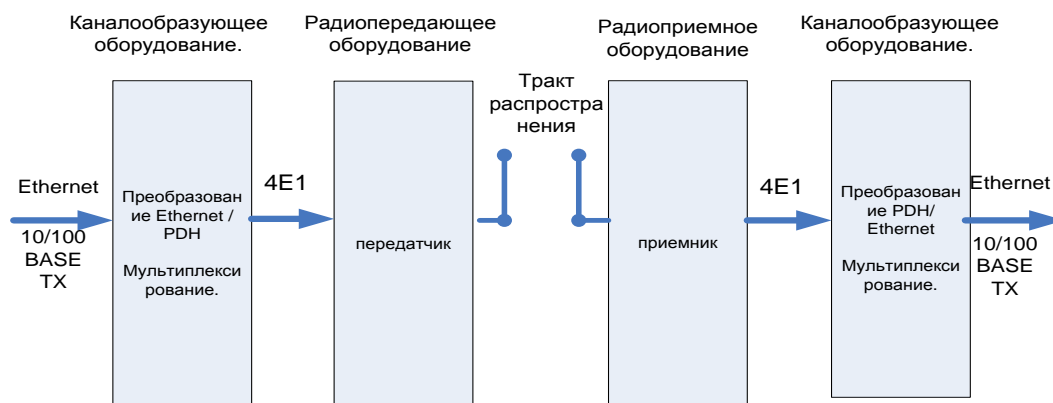 Каналообразующее
оборудование.
Радиопередающее
оборудование
Радиоприемное
оборудование
Каналообразующее
оборудование.
Тракт
распростра
нения
Ethernet
10/100
BASE
TX
Преобразован
ие Ethernet /
PDH
Мультиплекси
рование.
4E1
передатчик
приемник
4E1
Преобразован
ие PDH/
Ethernet
Мультиплекси
рование.
Ethernet
10/100
BASE
TX